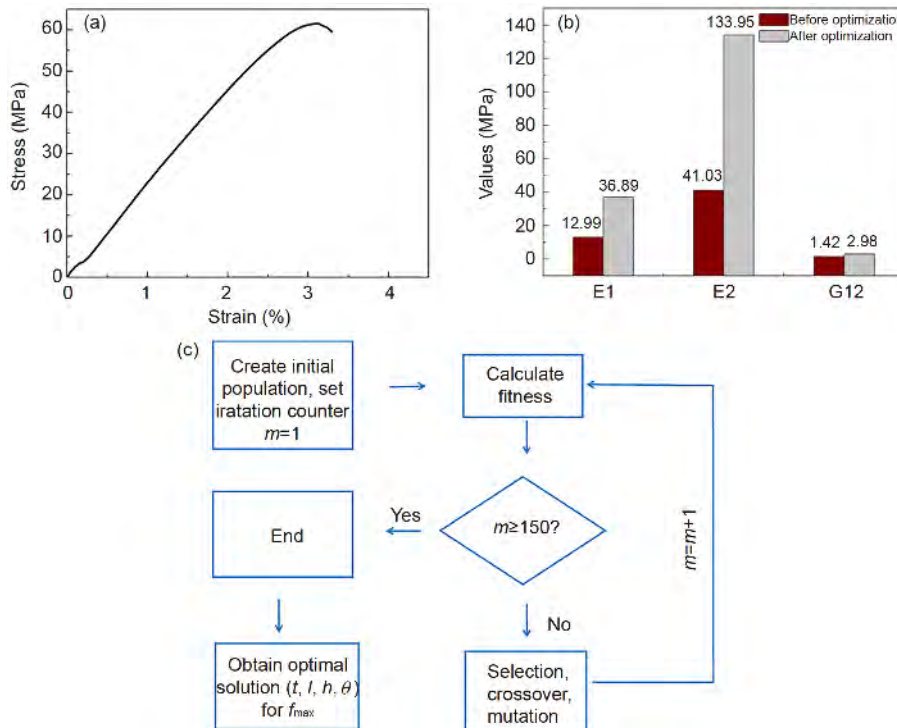 (a)
60
50
40
30
20
10
0
Stress (MPa)
0 1 2 3 4
Strain (%)
(b)
133.95
Before optimization
After optimization
140
120
100
80
60
40
20
0
Values (MPa)
12.99
36.89
41.03
1.42
2.98
E1 E2 G12
(c)
Create initial
population, set
iratation counter
m=1
Calculate
fitness
m≥150?
Yes
End
No
m=m+1
Obtain optimal
solution (t, l, h, θ)
for fmax
Selection,
crossover,
mutation